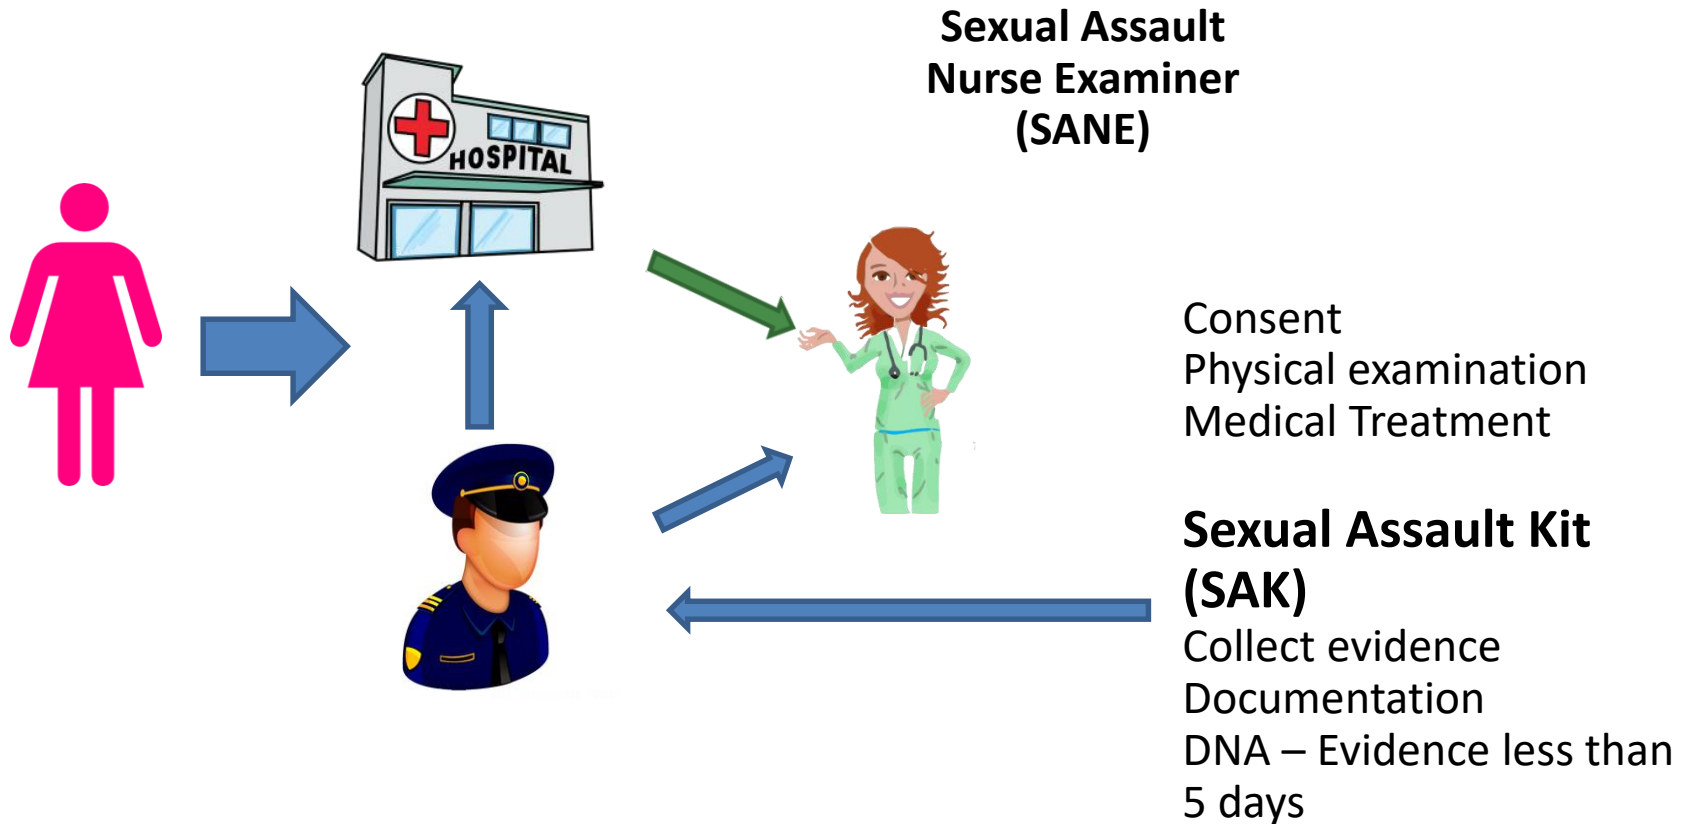 Sexual Assault
Nurse Examiner
(SANE)
HOSPITAL
Consent
Physical examination
Medical Treatment
Sexual Assault Kit
(SAK)
Collect evidence
Documentation
DNA – Evidence less than
5 days